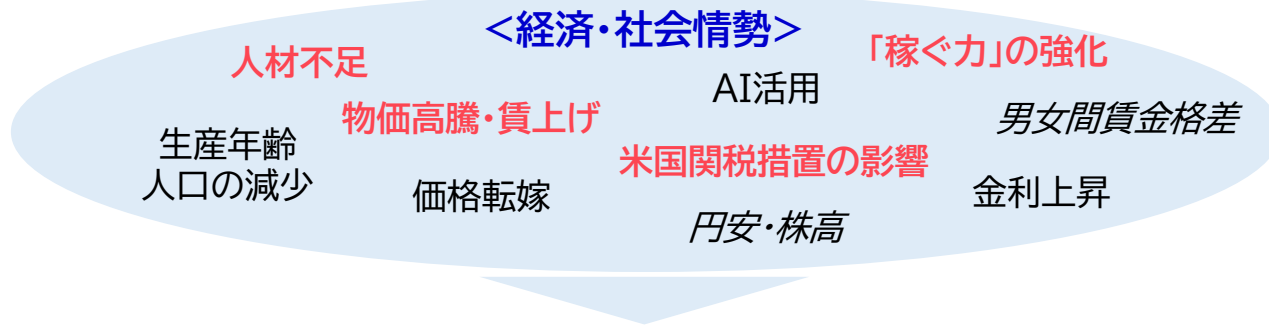 <経済・社会情勢>
人材不足
「稼ぐ力」の強化
AI活用
物価高騰・賃上げ
男女間賃金格差
生産年齢
人口の減少
米国関税措置の影響
価格転嫁
金利上昇
円安・株高